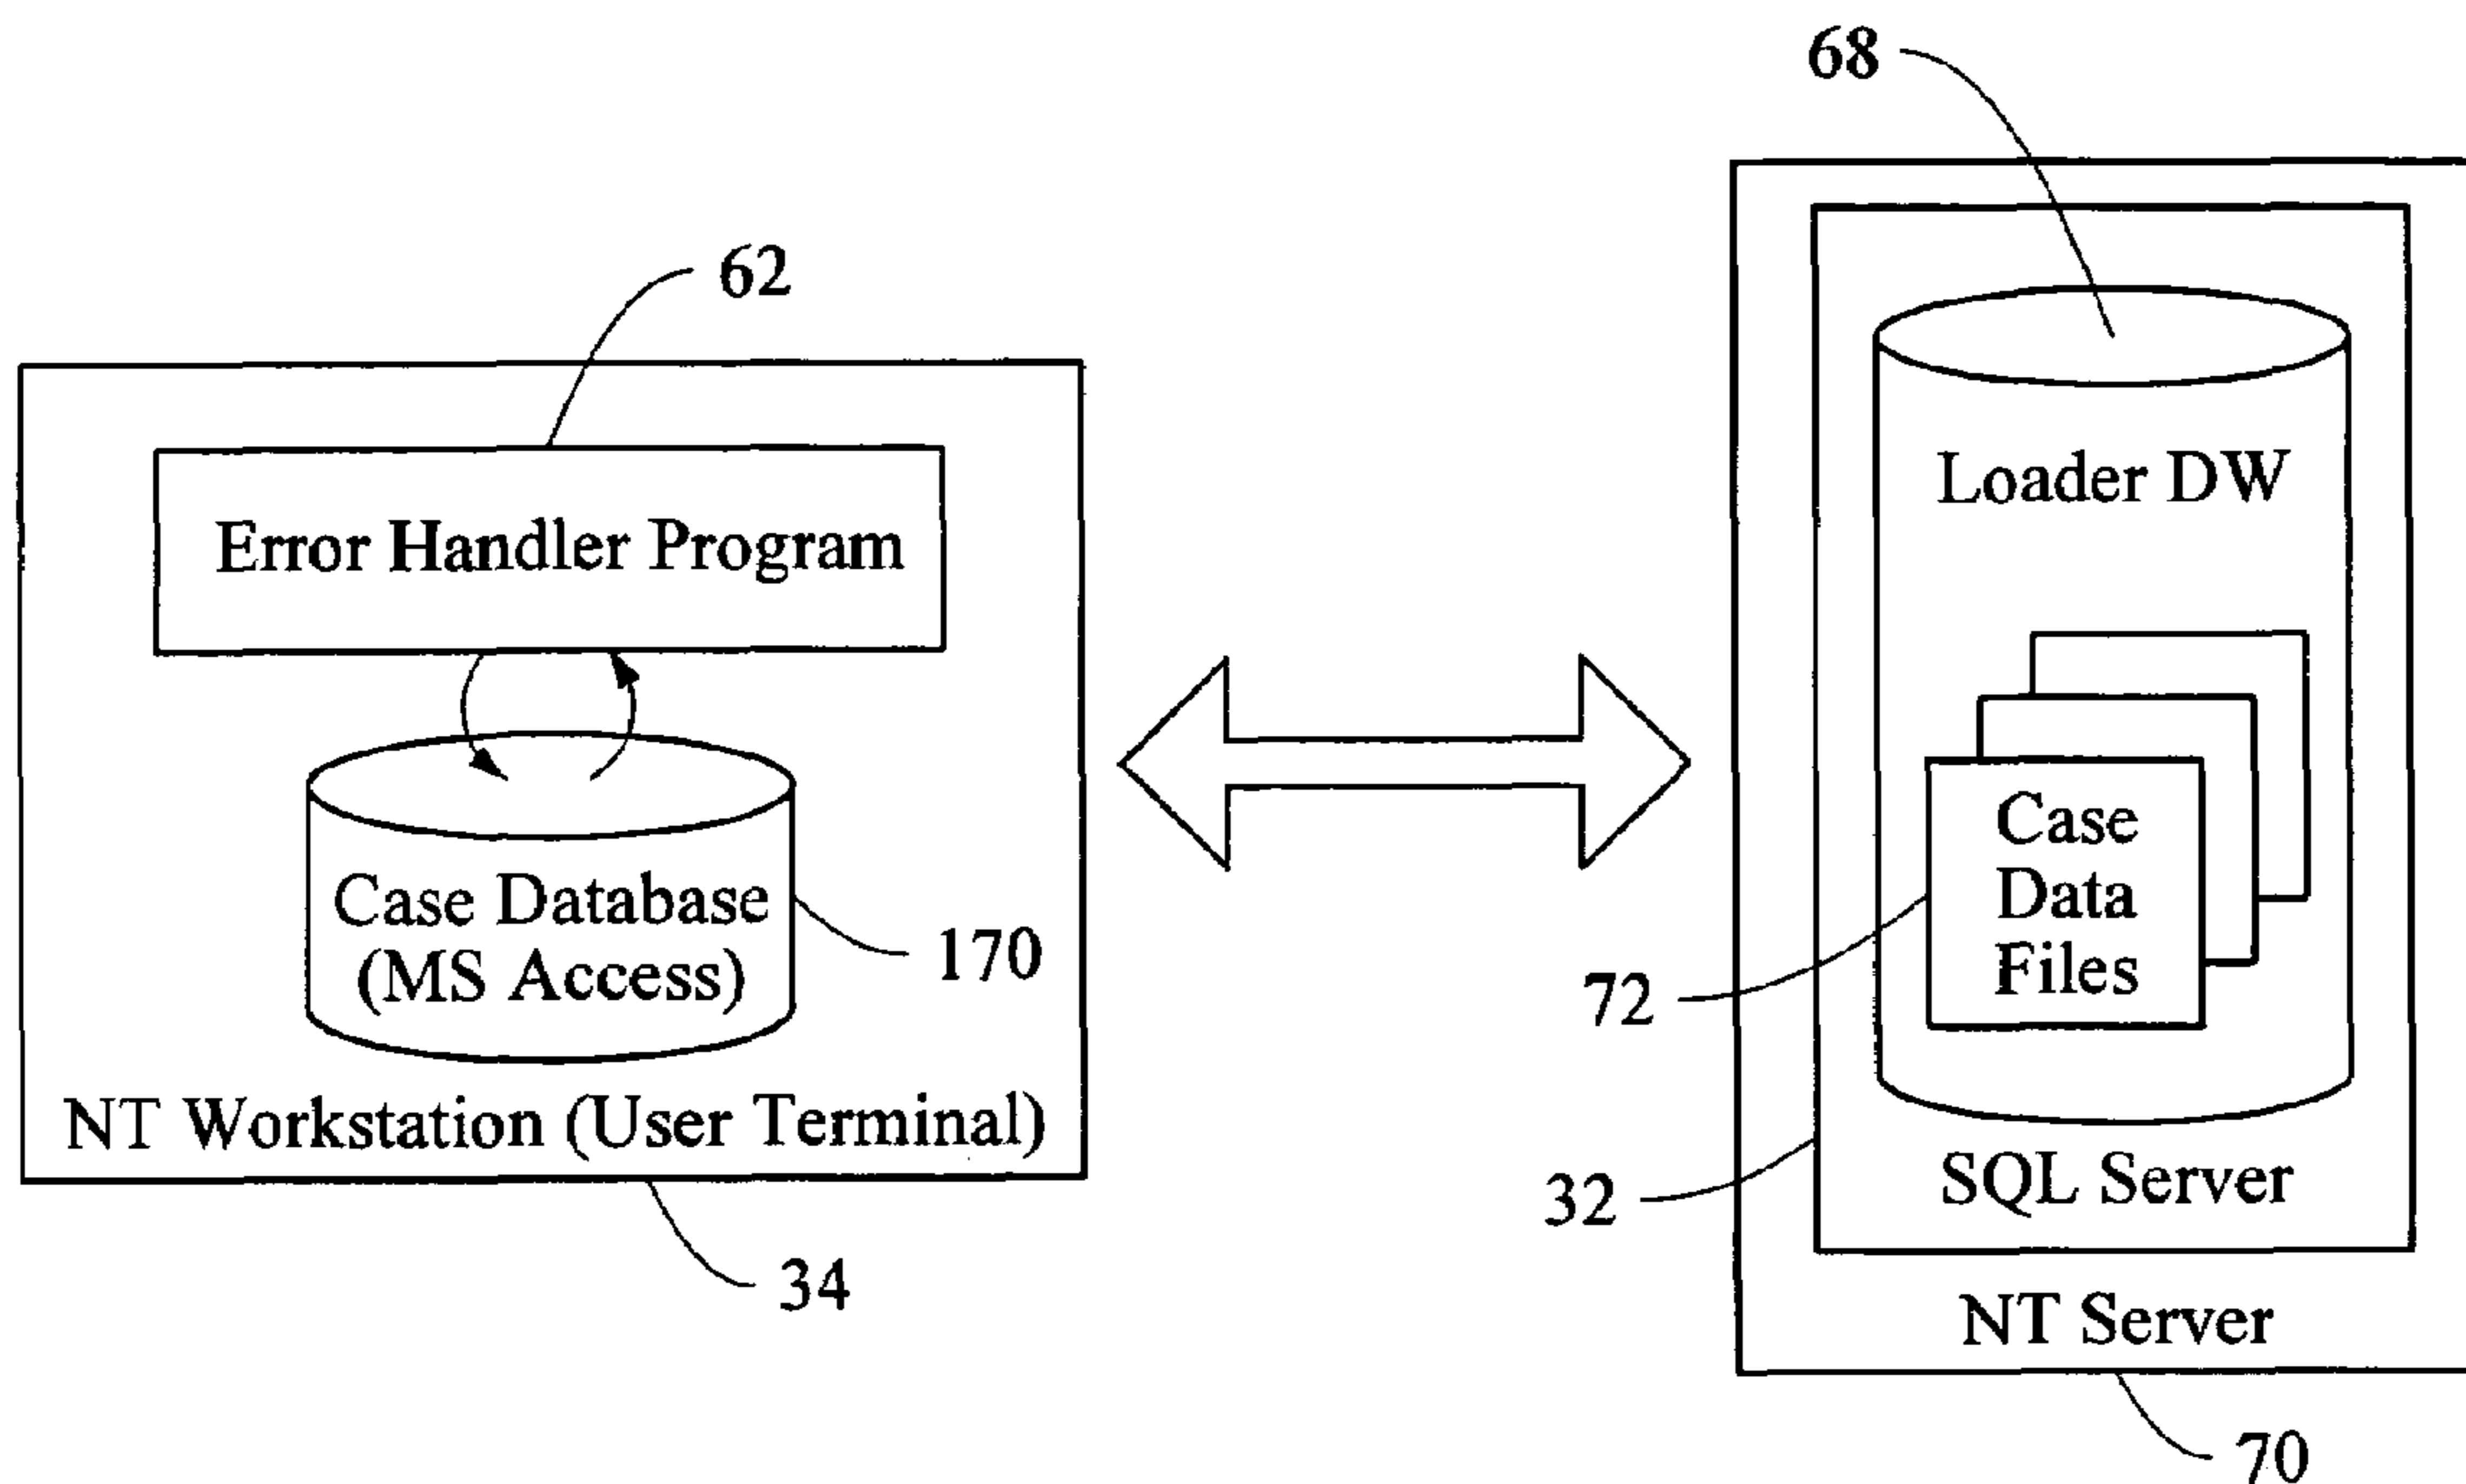 68
62
Error Handler Program
Case Database
(MS Access)
170
NT Workstation (User Terminal)
34
Loader DW
Case
Data
Files
72
32
SQL Server
NT Server
70